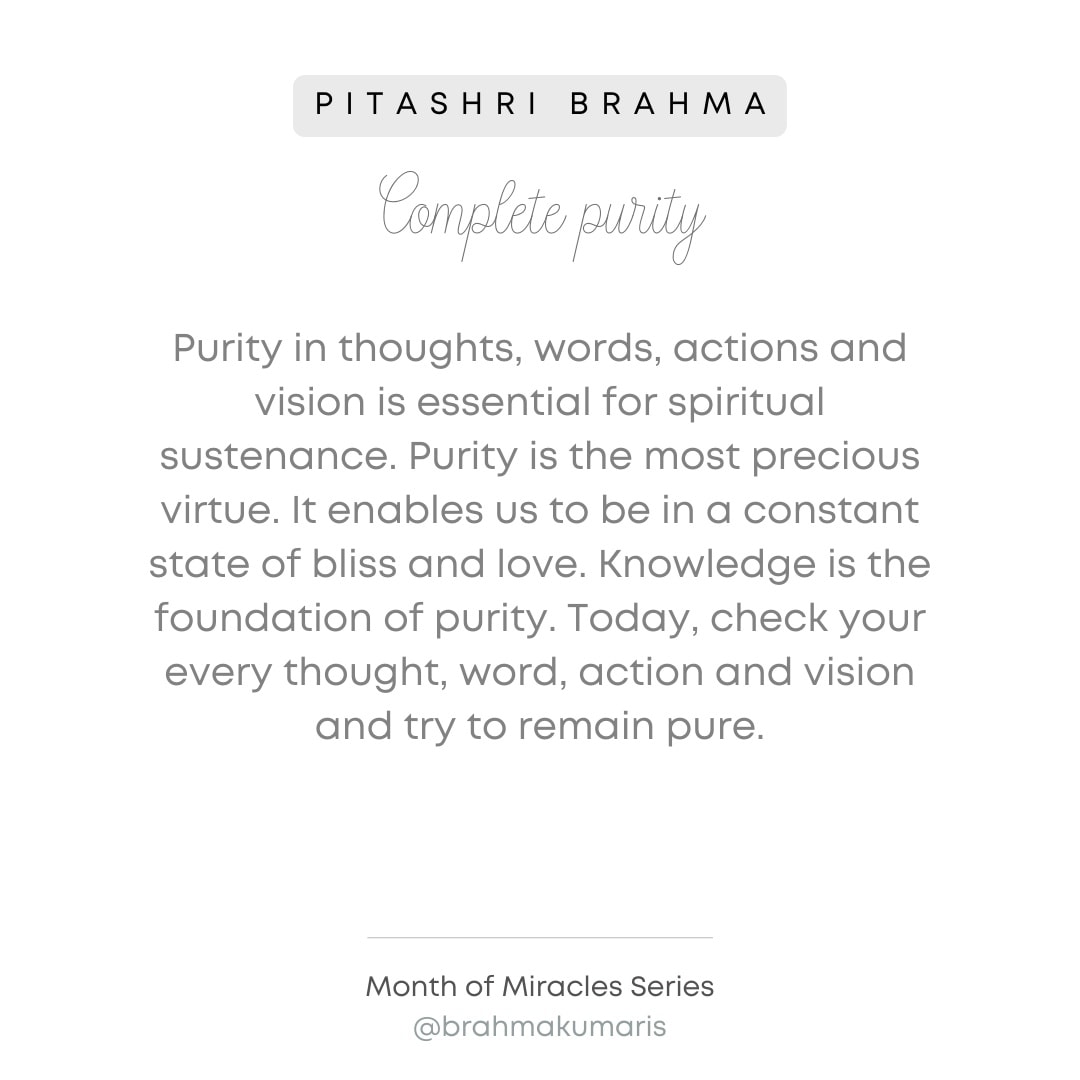 PITASHRI BRAHMA
Complete purity
Purity in thoughts, words, actions and
vision is essential for spiritual
sustenance. Purity is the most precious
virtue. It enables us to be in a constant
state of bliss and love. Knowledge is the
foundation of purity. Today, check your
every thought, word, action and vision
and try to remain pure.
Month of Miracles Series
@brahmakumaris